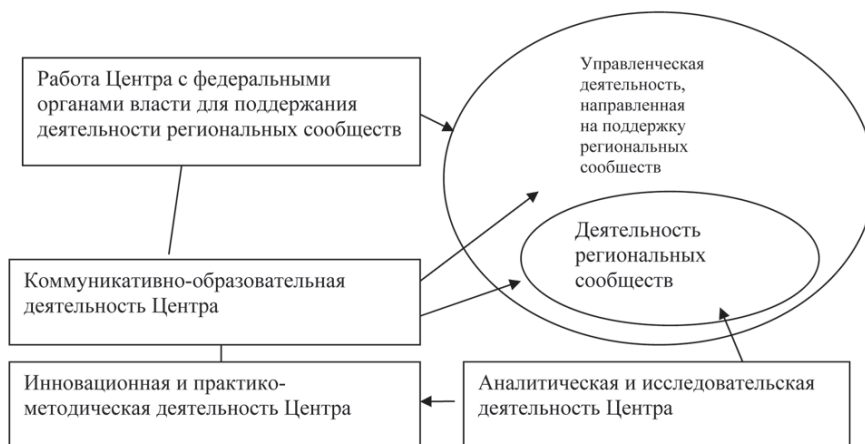 Работа Центра с федеральными
органами власти для поддержания
деятельности региональных сообществ
Управленческая
деятельность,
направленная
на поддержку
региональных
сообшеств
Деятельность
региональных
сообществ
Коммуникативно-образовательная
деятельность Центра
Инновационная и практико-
методическая деятельность Центра
Аналитическая и исследовательская
деятельность Центра